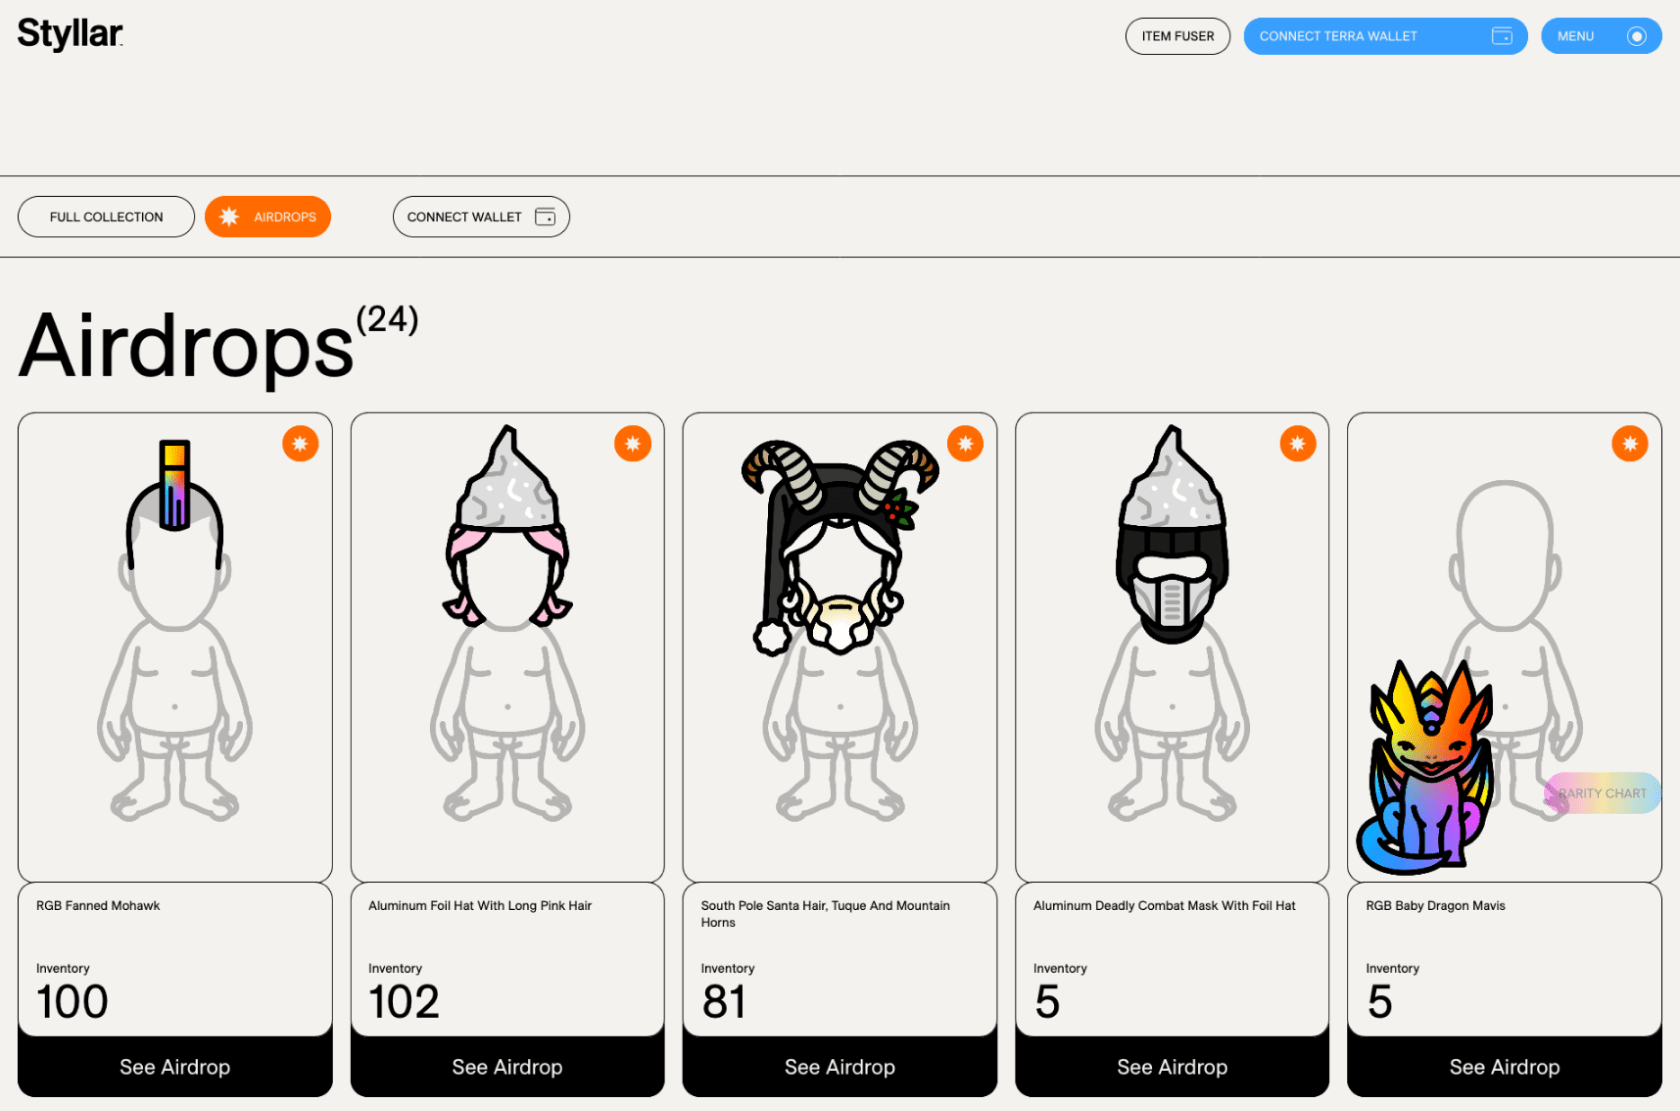 Styllar
ITEM FUSER
CONNECT TERRA WALLET
MENU
FULL COLLECTION
AIRDROPS
CONNECT WALLET
Airdrops (24)
RGB Fanned Mohawk
Inventory
100
See Airdrop
Aluminum Foil Hat With Long Pink Hair
Inventory
102
See Airdrop
South Pole Santa Hair, Tuque And Mountain
Horns
Inventory
81
See Airdrop
Aluminum Deadly Combat Mask With Foil Hat
Inventory
5
See Airdrop
RARITY CHART
RGB Baby Dragon Mavis
Inventory
5
See Airdrop